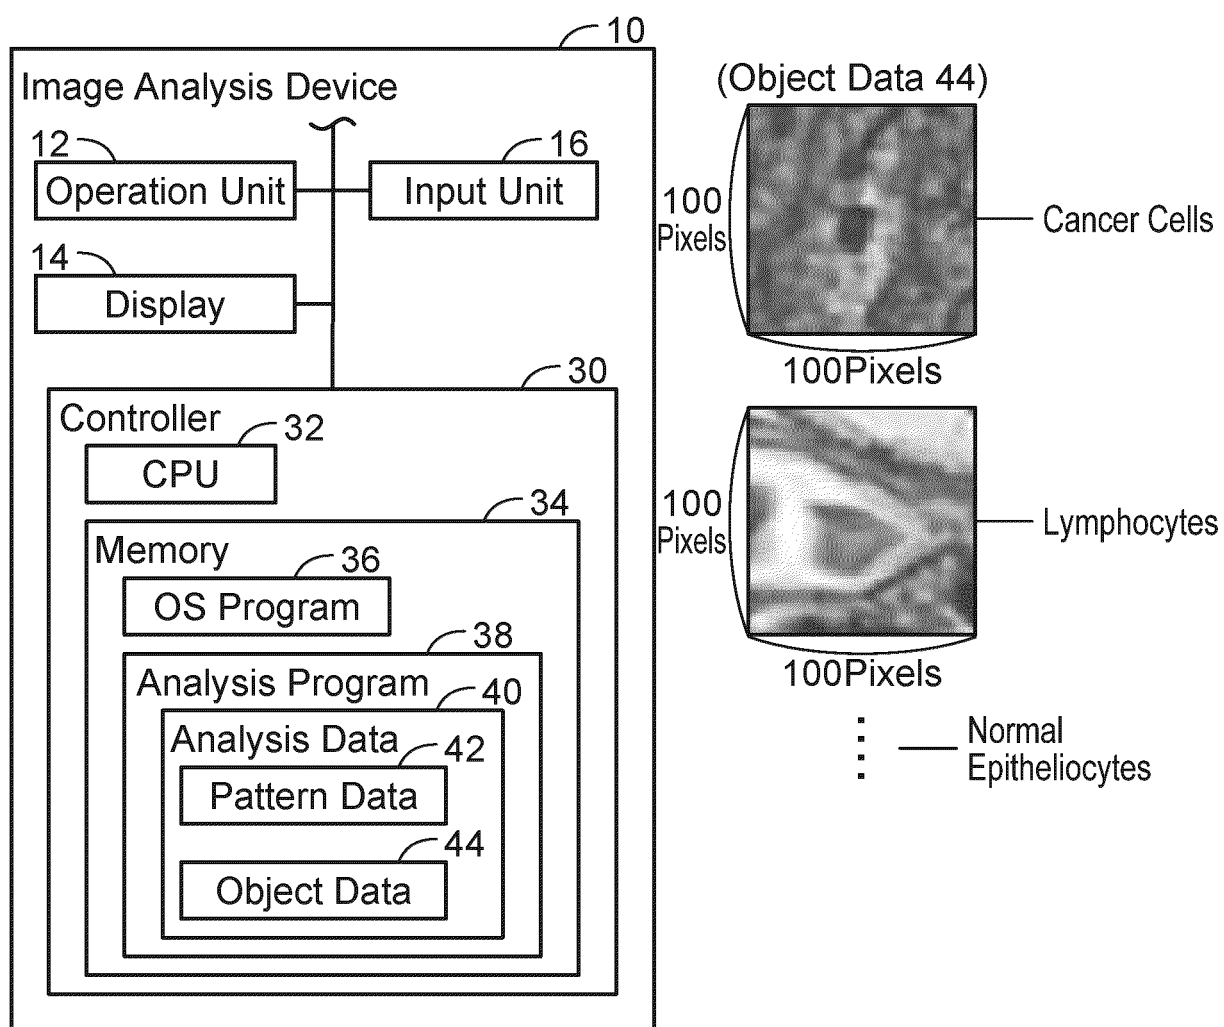 10
Image Analysis Device
12
Operation Unit
16
Input Unit
14
Display
30
Controller
32
CPU
34
Memory
36
OS Program
38
Analysis Program
40
Analysis Data
42
Pattern Data
44
Object Data
(Object Data 44)
100
Pixels
Cancer Cells
100Pixels
100
Pixels
Lymphocytes
100Pixels
Normal
Epitheliocytes